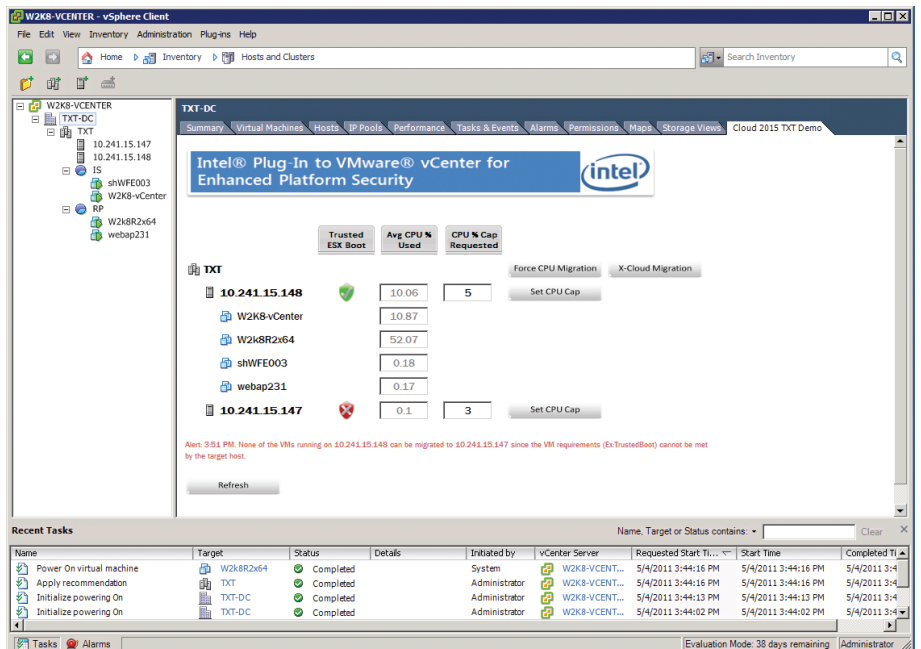 W2K8-VCENTER - vSphere Client
File Edit View Inventory Administration Plug-ins Help
Home Inventory Hosts and Clusters Search Inventory
W2K8-VCENTER
TXT-DC
TXT
10.241.15.147
10.241.15.148
IS
shWFE003
W2K8-vCenter
RP
W2k8R2x64
webap231
TXT-DC
Summary Virtual Machines Hosts IP Pools Performance Tasks & Events Alarms Permissions Maps Storage Views Cloud 2015 TXT Demo
Intel® Plug-In to VMware® vCenter for
Enhanced Platform Security
intel
Trusted ESX Boot Avg CPU % Used CPU % Cap Requested
TXT Force CPU Migration X-Cloud Migration
10.241.15.148 10.06 5 Set CPU Cap
W2K8-vCenter 10.87
W2k8R2x64 52.07
shWFE003 0.18
webap231 0.17
10.241.15.147 0.1 3 Set CPU Cap
Alert: 3:51 PM. None of the VMs running on 10.241.15.148 can be migrated to 10.241.15.147 since the VM requirements (Ex:TrustedBoot) cannot be met
by the target host.
Refresh
Recent Tasks Name, Target or Status contains: Clear
Name Target Status Details Initiated by vCenter Server Requested Start Ti... Start Time Completed Ti
Power On virtual machine W2k8R2x64 Completed System W2K8-VCENT... 5/4/2011 3:44:16 PM 5/4/2011 3:44:16 PM 5/4/2011 3:4
Apply recommendation TXT Completed Administrator W2K8-VCENT... 5/4/2011 3:44:16 PM 5/4/2011 3:44:16 PM 5/4/2011 3:4
Initialize powering On TXT-DC Completed Administrator W2K8-VCENT... 5/4/2011 3:44:13 PM 5/4/2011 3:44:13 PM 5/4/2011 3:4
Initialize powering On TXT-DC Completed Administrator W2K8-VCENT... 5/4/2011 3:44:02 PM 5/4/2011 3:44:02 PM 5/4/2011 3:4
Tasks Alarms Evaluation Mode: 38 days remaining Administrator